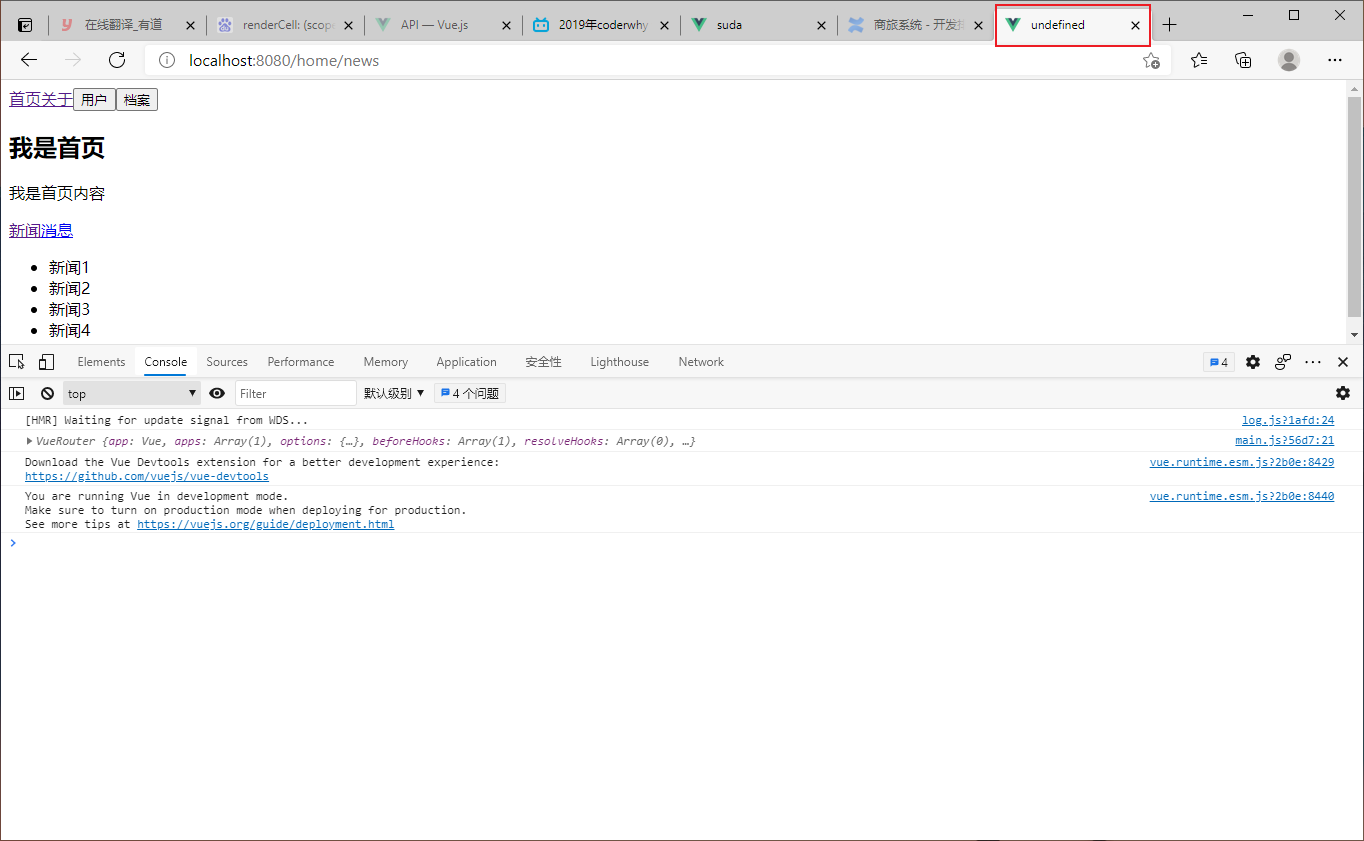 在线翻译_有道
renderCell: (scope
API — Vue.js
2019年coderwhy
suda
商旅系统 - 开发
undefined
localhost:8080/home/news
首页关于 用户 档案
我是首页
我是首页内容
新闻消息
新闻1
新闻2
新闻3
新闻4
Elements Console Sources Performance Memory Application 安全性 Lighthouse Network 4
top Filter 默认级别 4 个问题
[HMR] Waiting for update signal from WDS... log.js?1afd:24
VueRouter {app: Vue, apps: Array(1), options: {…}, beforeHooks: Array(1), resolveHooks: Array(0), …} main.js?56d7:21
Download the Vue Devtools extension for a better development experience: vue.runtime.esm.js?2b0e:8429
https://github.com/vuejs/vue-devtools
You are running Vue in development mode. vue.runtime.esm.js?2b0e:8440
Make sure to turn on production mode when deploying for production.
See more tips at https://vuejs.org/guide/deployment.html